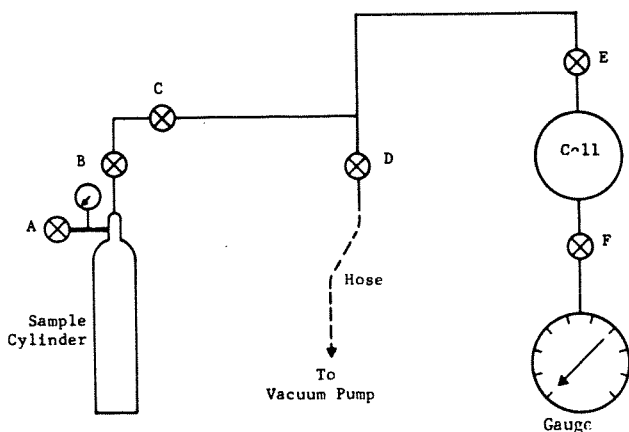 C
E
B
D
Cell
A
F
Hose
Sample
Cylinder
To
Vacuum Pump
Gauge